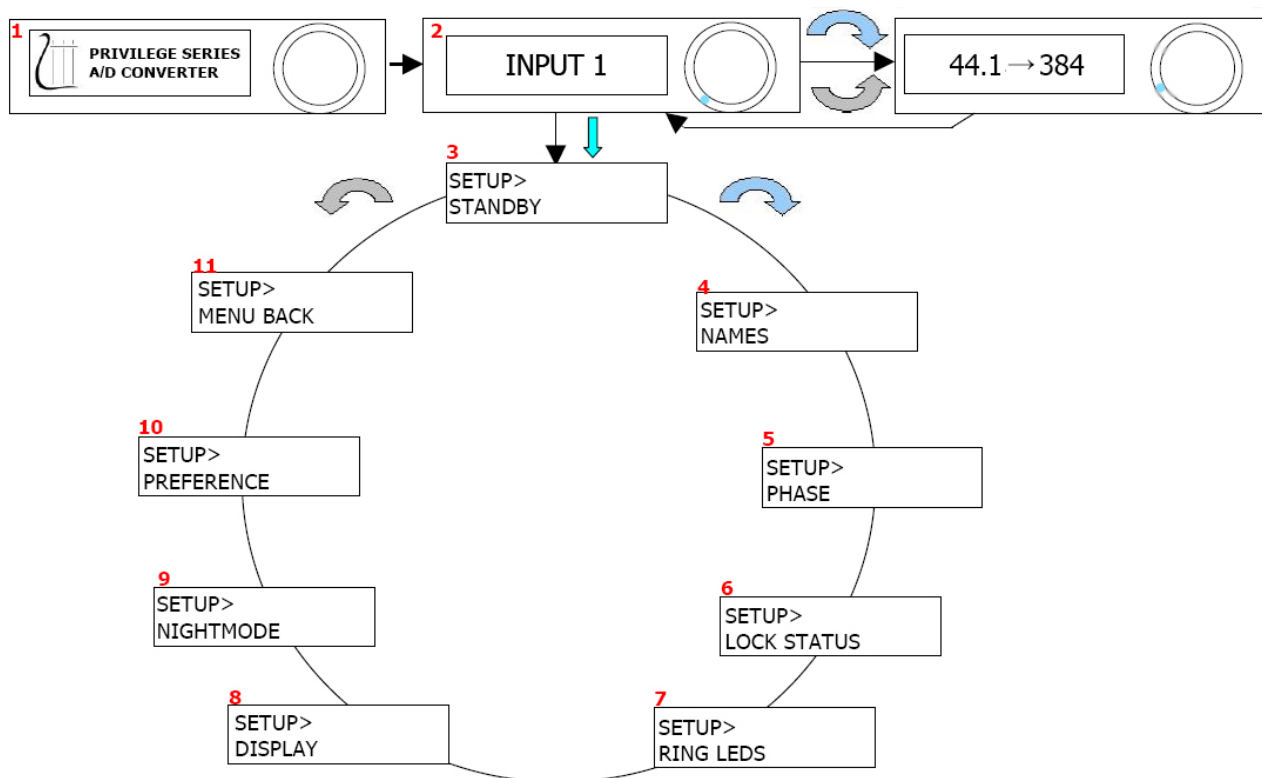 1
PRIVILEGE SERIES
A/D CONVERTER
2
INPUT 1
44.1→384
3
SETUP>
STANDBY
4
SETUP>
NAMES
5
SETUP>
PHASE
6
SETUP>
LOCK STATUS
7
SETUP>
RING LEDS
8
SETUP>
DISPLAY
9
SETUP>
NIGHTMODE
10
SETUP>
PREFERENCE
11
SETUP>
MENU BACK